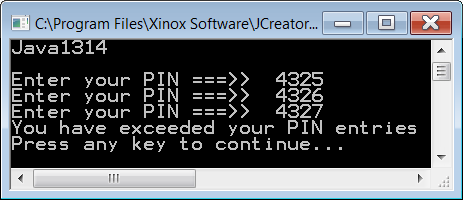 C:\Program Files\Xinox Software\JCreator...
Java1314
Enter your PIN ===>>  4325
Enter your PIN ===>>  4326
Enter your PIN ===>>  4327
You have exceeded your PIN entries
Press any key to continue...